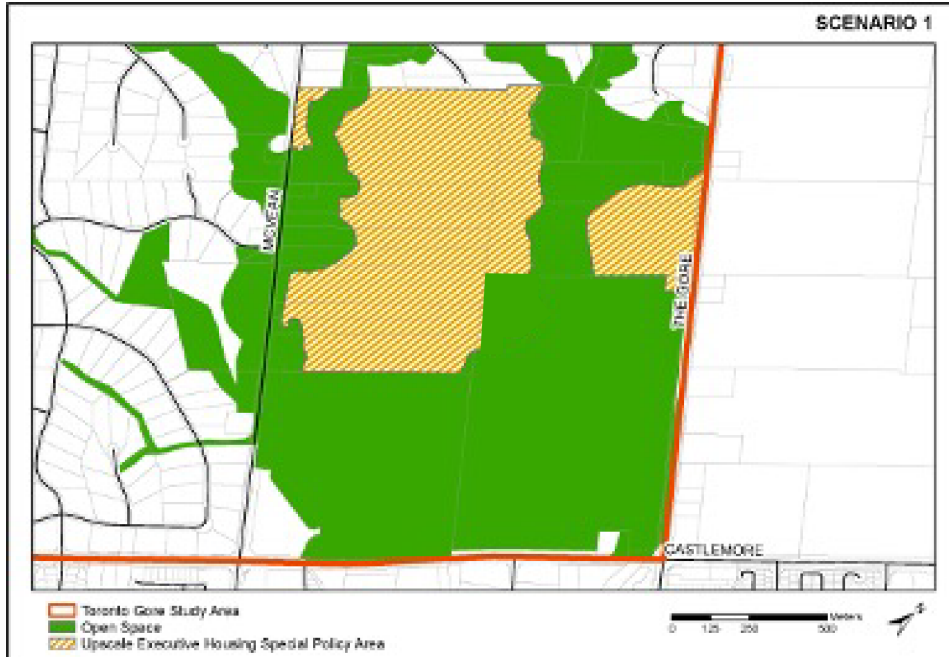 SCENARIO 1
MCVEAN
THE GORE
CASTLEMORE
Toronto Gore Study Area
Open Space
Upscale Executive Housing Special Policy Area
Meters
0 125 250 500